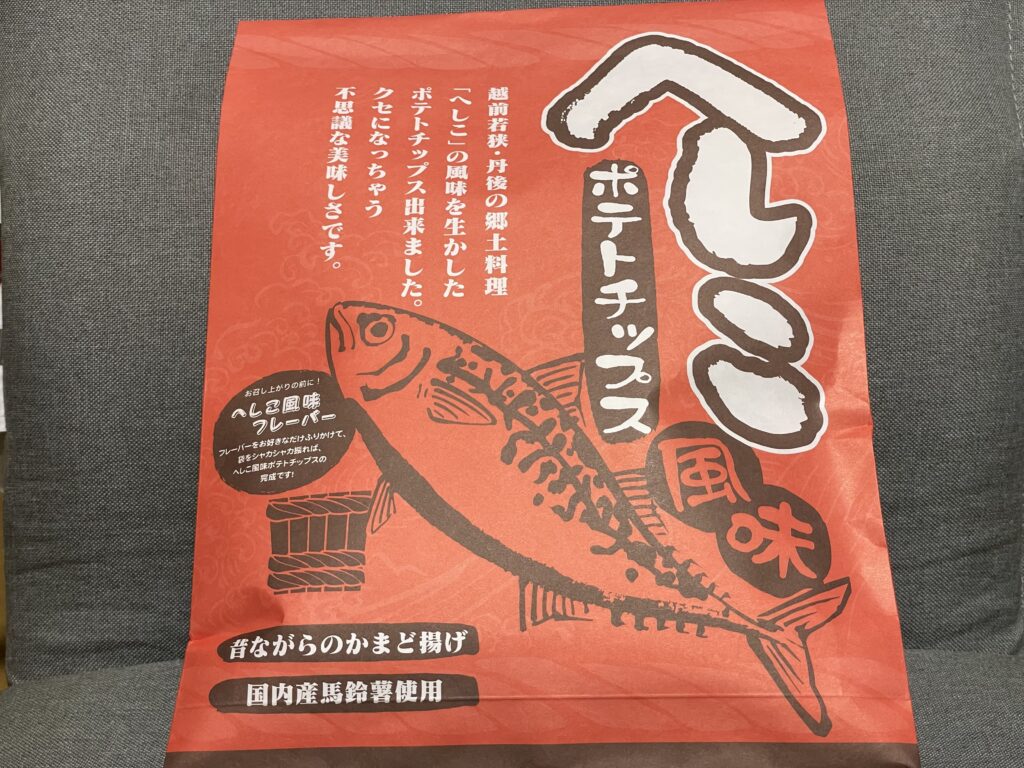 へしこ
ポテトチップス
風味
越前若狭・丹後の郷土料理
「へしこ」の風味を生かした
ポテトチップス出来ました。
クセになっちゃう
不思議な美味しさです。
お召し上がりの前に！
へしこ風味
フレーバー
フレーバーをお好きなだけふりかけて、
袋をシャカシャカ振れば、
へしこ風味ポテトチップスの
完成です!
昔ながらのかまど揚げ
国内産馬鈴薯使用